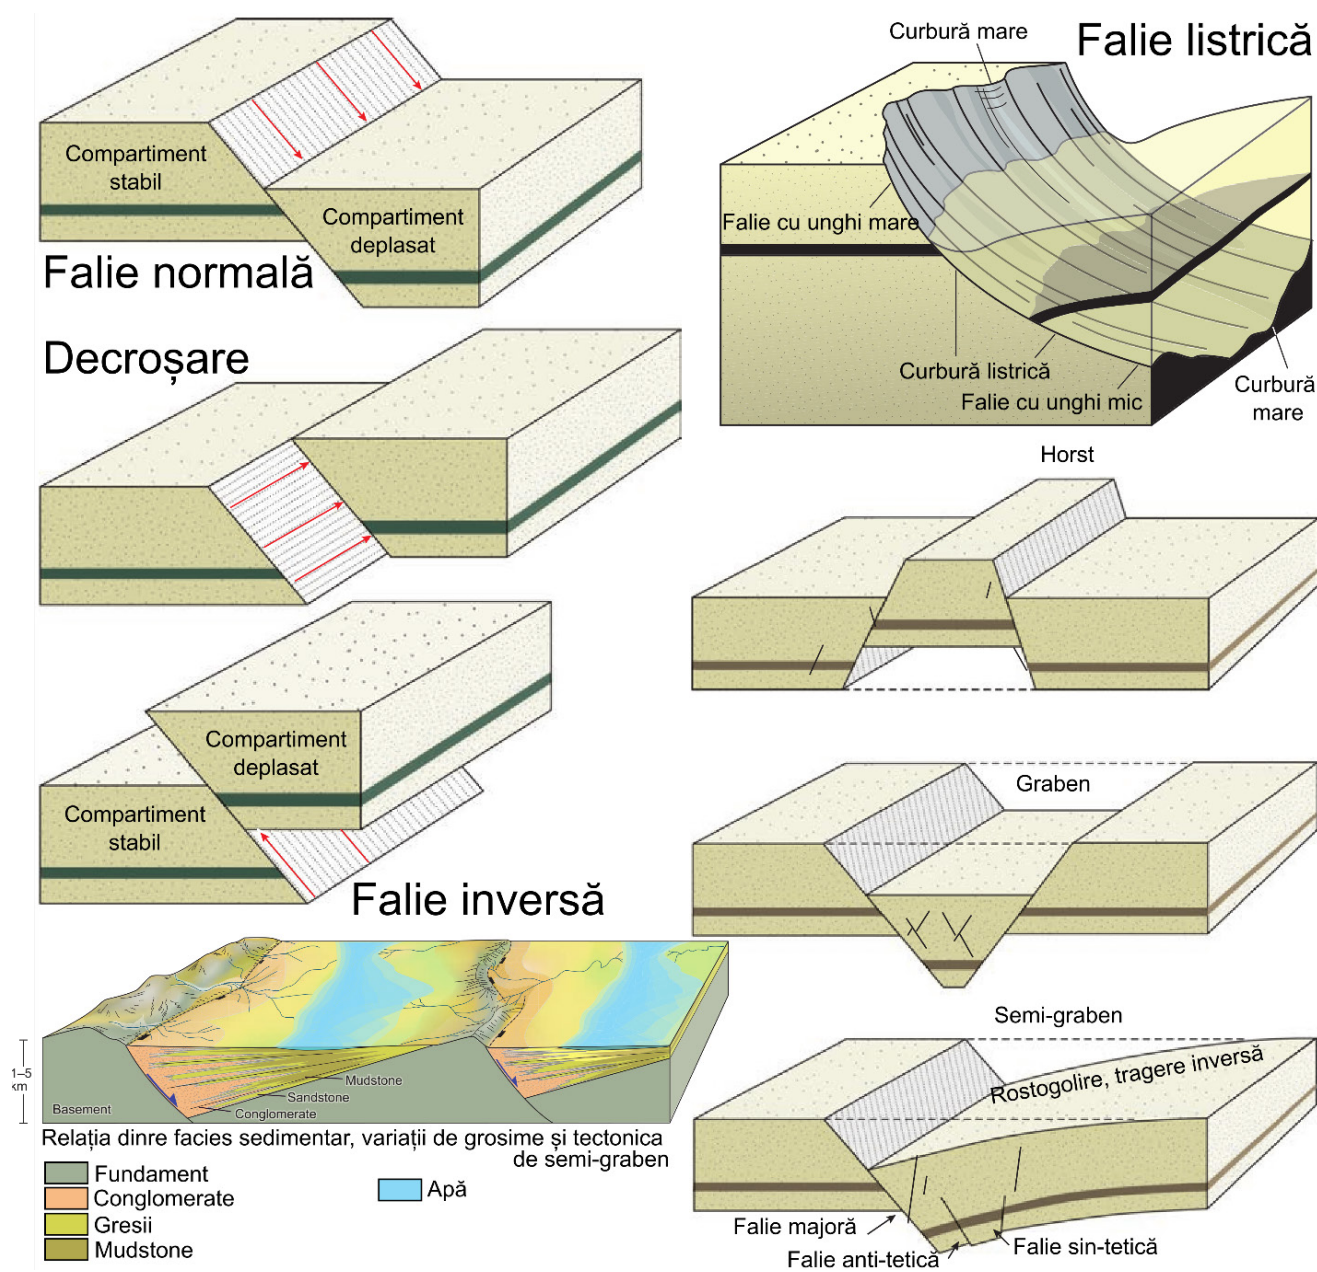 Falie normală
Compartiment
stabil
Compartiment
deplasat
Decroșare
Compartiment
deplasat
Compartiment
stabil
Falie inversă
1–5
km
Basement
Mudstone
Sandstone
Conglomerate
Relația dinre facies sedimentar, variații de grosime și tectonica
de semi-graben
Fundament
Conglomerate
Gresii
Mudstone
Apă
Falie listrică
Curbură mare
Falie cu unghi mare
Curbură listrică
Falie cu unghi mic
Curbură
mare
Horst
Graben
Semi-graben
Rostogolire, tragere inversă
Falie majoră
Falie anti-tetică
Falie sin-tetică